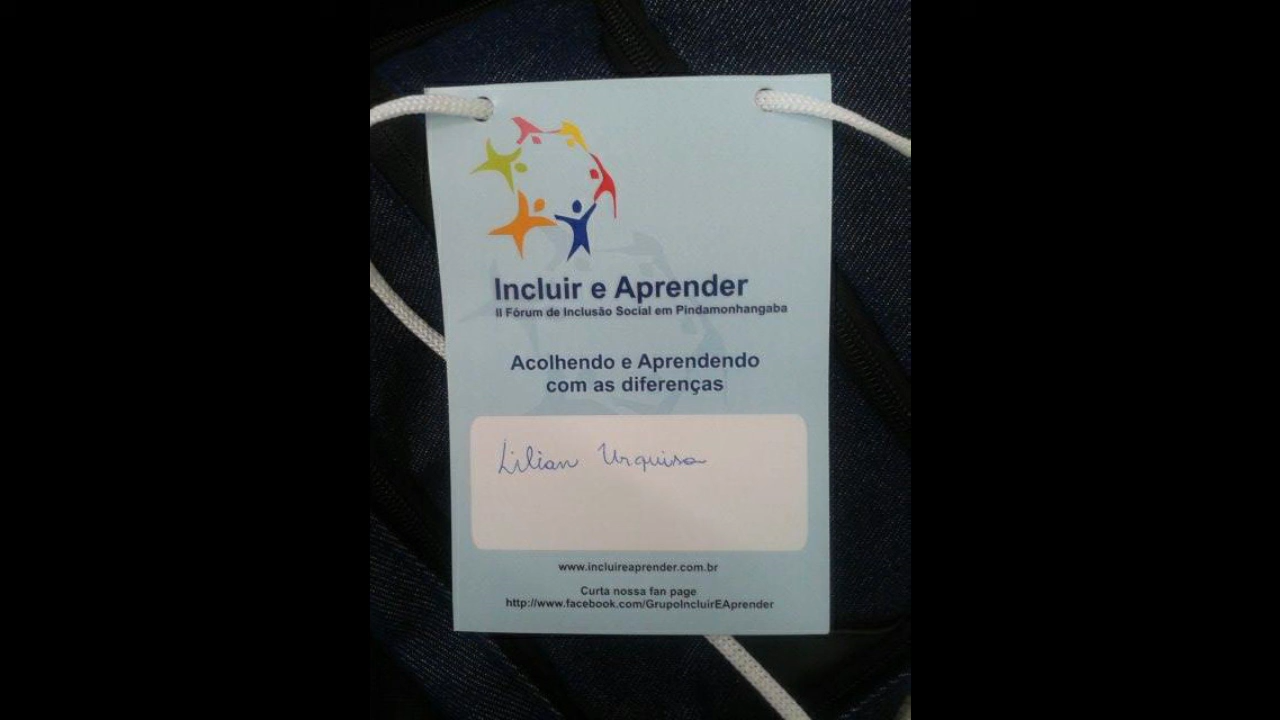 Incluir e Aprender
II Fórum de Inclusão Social em Pindamonhangaba
Acolhendo e Aprendendo
com as diferenças
Lilian Urquisa
www.incluireaprender.com.br
Curta nossa fan page
http://www.facebook.com/GrupoIncluirEAprender